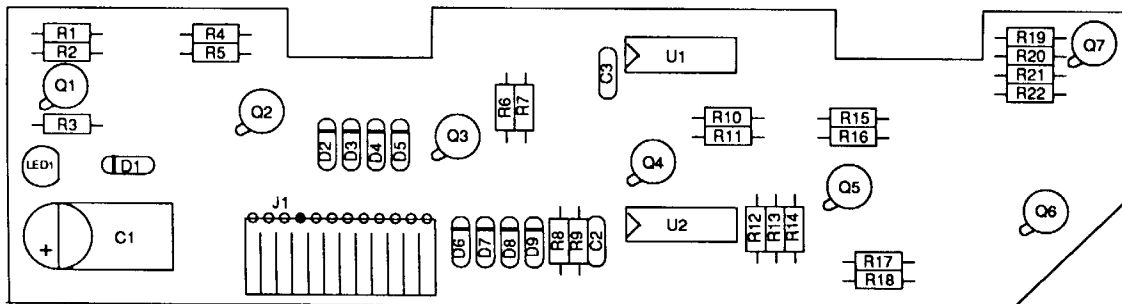 R1
R2
Q1
R3
LED1
D1
+
C1
R4
R5
Q2
D2
D3
D4
D5
J1
Q3
R6
R7
D6
D7
D8
D9
R8
R9
C2
C3
U1
Q4
U2
R10
R11
R12
R13
R14
R15
R16
Q5
R17
R18
R19
R20
R21
R22
Q7
Q6